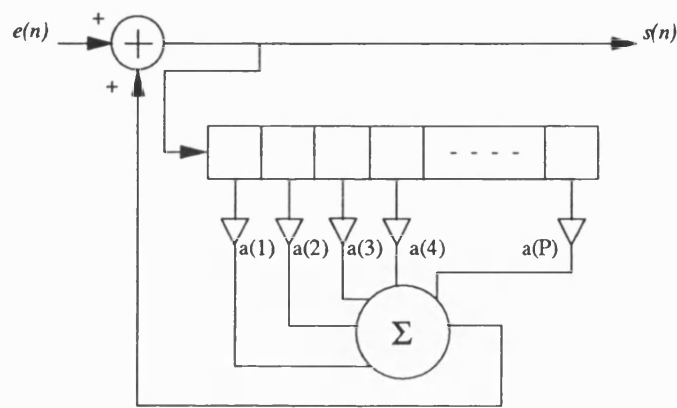 e(n) + s(n)
+
- - - -
a(1) a(2) a(3) a(4) a(P)
Σ